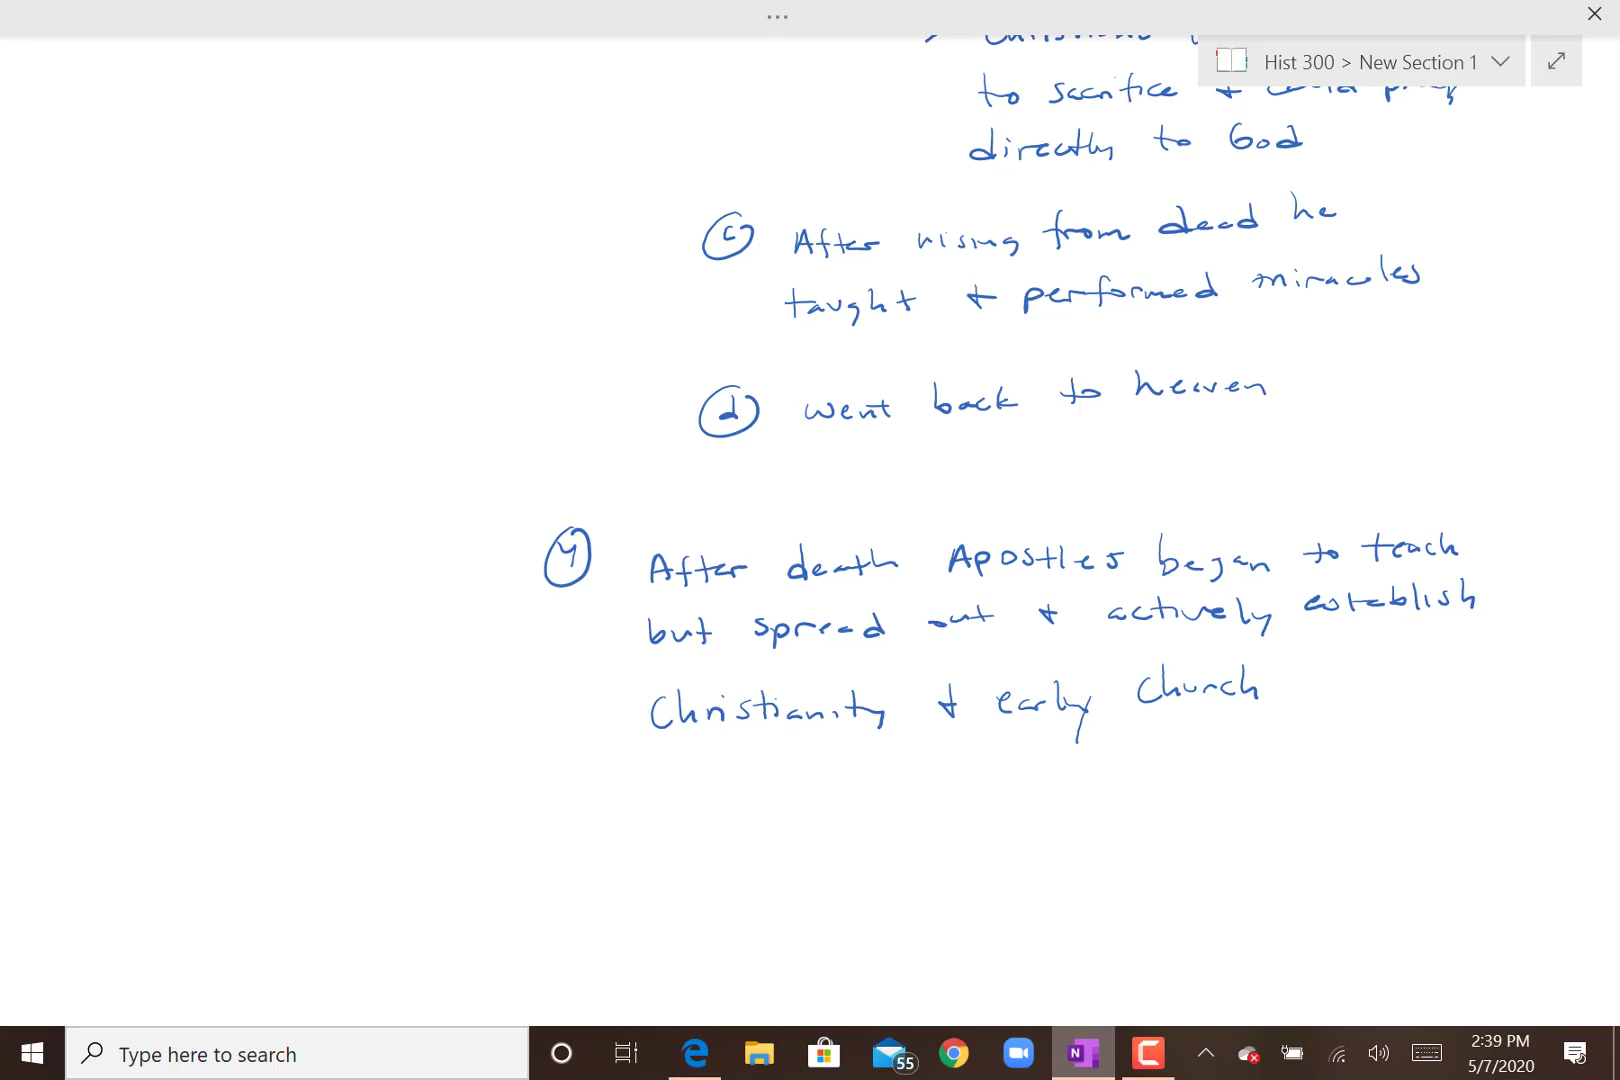 Hist 300 > New Section 1
to sacrifice + could pray
directly to God
c After rising from dead he
taught + performed miracles
d went back to heaven
4 After death Apostles began to teach
but spread out + actively establish
Christianity + early church
Type here to search
55
N
2:39 PM
5/7/2020